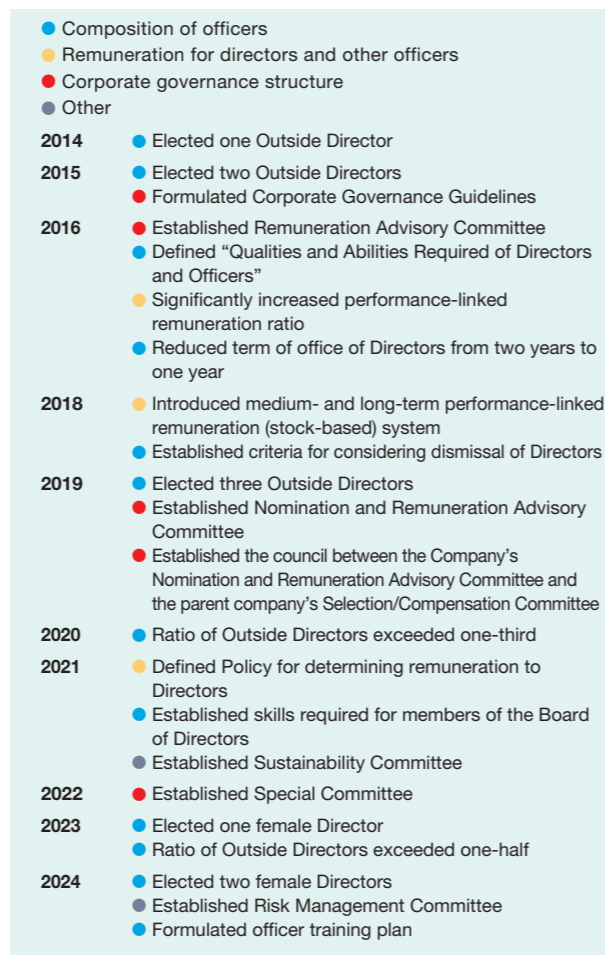 Composition of officers
Remuneration for directors and other officers
Corporate governance structure
Other
2014 Elected one Outside Director
2015 Elected two Outside Directors
Formulated Corporate Governance Guidelines
2016 Established Remuneration Advisory Committee
Defined “Qualities and Abilities Required of Directors
and Officers”
Significantly increased performance-linked
remuneration ratio
Reduced term of office of Directors from two years to
one year
2018 Introduced medium- and long-term performance-linked
remuneration (stock-based) system
Established criteria for considering dismissal of Directors
2019 Elected three Outside Directors
Established Nomination and Remuneration Advisory
Committee
Established the council between the Company’s
Nomination and Remuneration Advisory Committee and
the parent company’s Selection/Compensation Committee
2020 Ratio of Outside Directors exceeded one-third
2021 Defined Policy for determining remuneration to
Directors
Established skills required for members of the Board
of Directors
Established Sustainability Committee
2022 Established Special Committee
2023 Elected one female Director
Ratio of Outside Directors exceeded one-half
2024 Elected two female Directors
Established Risk Management Committee
Formulated officer training plan